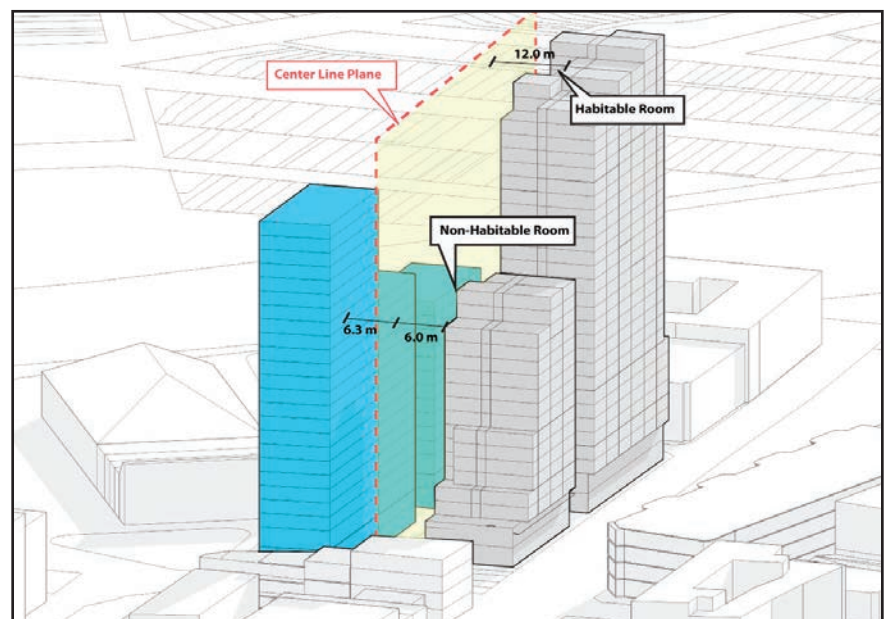 12.0 m
Center Line Plane
Habitable Room
Non-Habitable Room
6.3 m
6.0 m